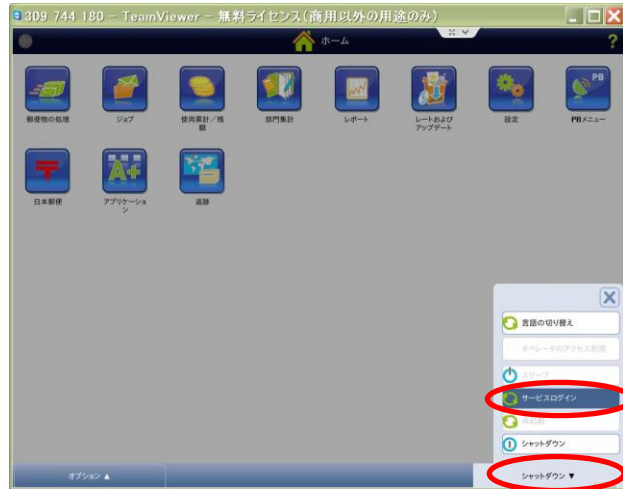 309 744 180 - TeamViewer - 無料ライセンス(商用以外の用途のみ)
ホーム
?
郵便物の処理
ジョブ
使用累計／残
額
部門集計
レポート
レートおよび
アップデート
設定
PB
PBメニュー
日本郵便
A+
アプリケーショ
ン
追跡
言語の切り替え
オペレータのアクセス制限
スリープ
サービスログイン
再起動
シャットダウン
オプション ▲
シャットダウン ▼